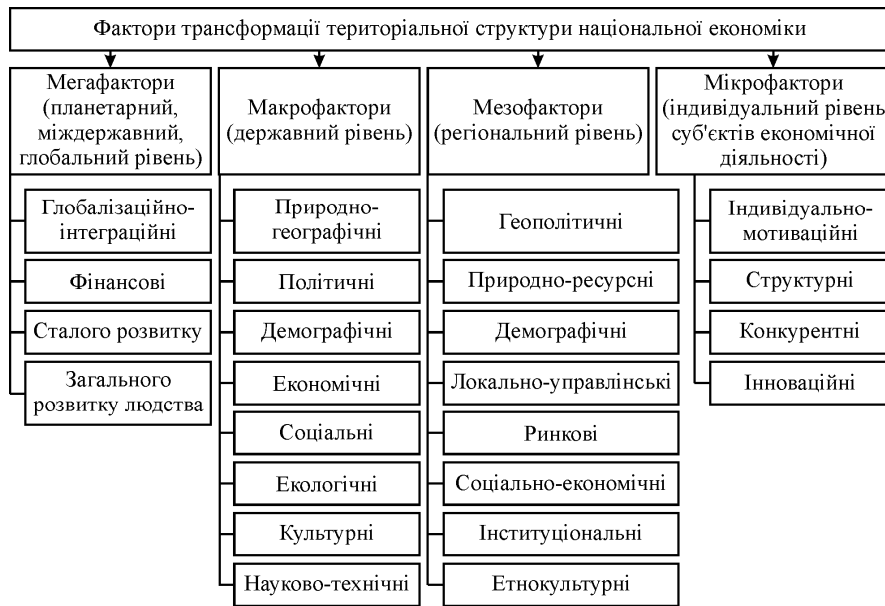 Фактори трансформації територіальної структури національної економіки
Мегафактори
(планетарний,
міждержавний,
глобальний рівень)
Глобалізаційно-
інтеграційні
Фінансові
Сталого розвитку
Загального
розвитку людства
Макрофактори
(державний рівень)
Природно-
географічні
Політичні
Демографічні
Економічні
Соціальні
Екологічні
Культурні
Науково-технічні
Мезофактори
(регіональний рівень)
Геополітичні
Природно-ресурсні
Демографічні
Локально-управлінські
Ринкові
Соціально-економічні
Інституціональні
Етнокультурні
Мікрофактори
(індивідуальний рівень
суб'єктів економічної
діяльності)
Індивідуально-
мотиваційні
Структурні
Конкурентні
Інноваційні